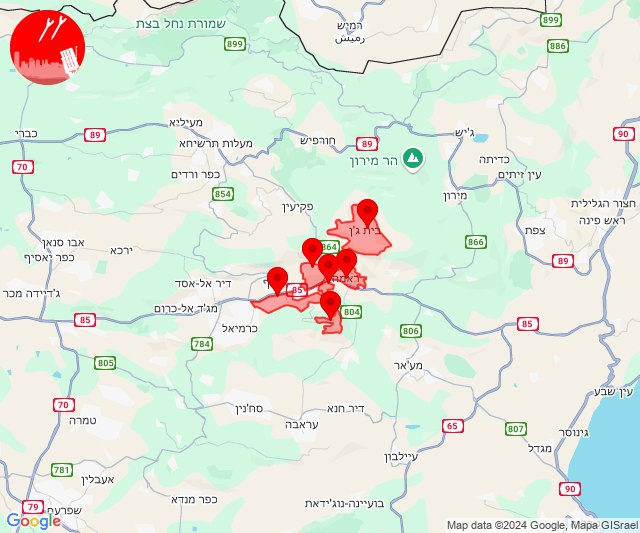 שמורת נחל בצת
רמיש
رميش
899
899
886
90
כברי
מעיליא
89
מעלות תרשיחא
חורפיש
89
ג'יש
הר מירון
כדיתה
עין זיתים
70
כפר ורדים
854
מירון
חצור הגלילית
ראש פינה
פקיעין
צפת
בית ג'ן
864
866
אבו סנאן
כפר יאסיף
ירכא
89
ראמה
דיר אל-אסד
85
ג'דיידה מכר
מג'ד אל-כרום
85
כרמיאל
804
85
806
784
805
מע'אר
עין שבע
70
סח'נין
דיר חנא
טמרה
עראבה
65
807
גינוסר
מגדל
עיילבון
781
אעבלין
90
כפר מנדא
בועיינה-נוג'ידאת
79
שפרעם
Google
Map data ©2024 Google, Mapa GISrael